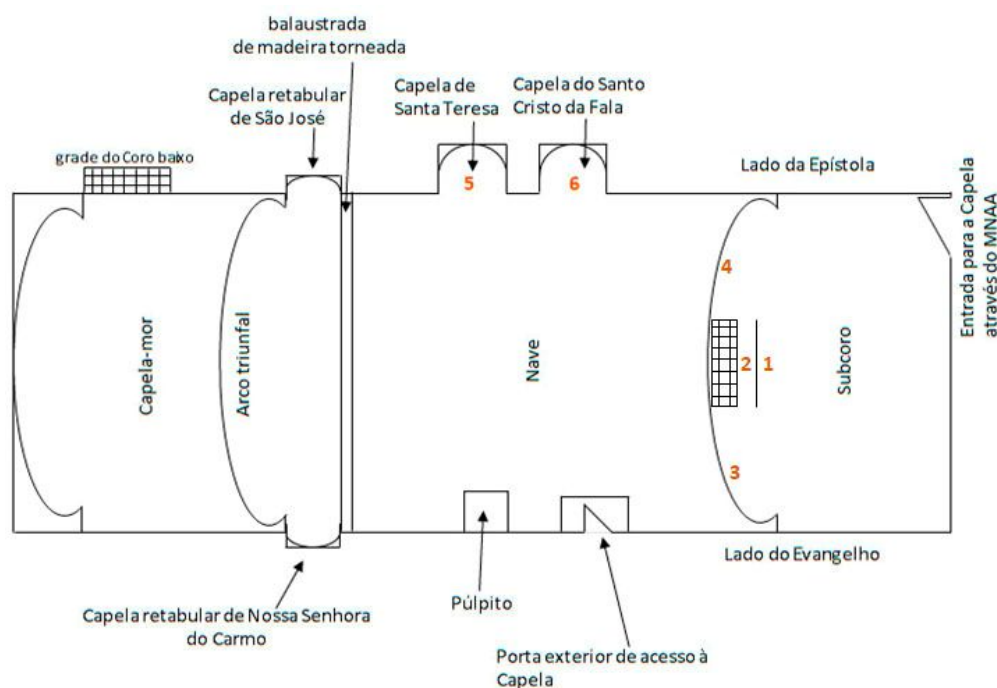 balaustrada
de madeira torneada
Capela retabular
de São José
Capela de
Santa Teresa
Capela do Santo
Cristo da Fala
grade do Coro baixo
Lado da Epístola
5
6
Entrada para a Capela
através do MNAA
4
Capela-mor
Arco triunfal
Nave
2
1
Subcoro
3
Lado do Evangelho
Púlpito
Capela retabular de Nossa Senhora
do Carmo
Porta exterior de acesso à
Capela